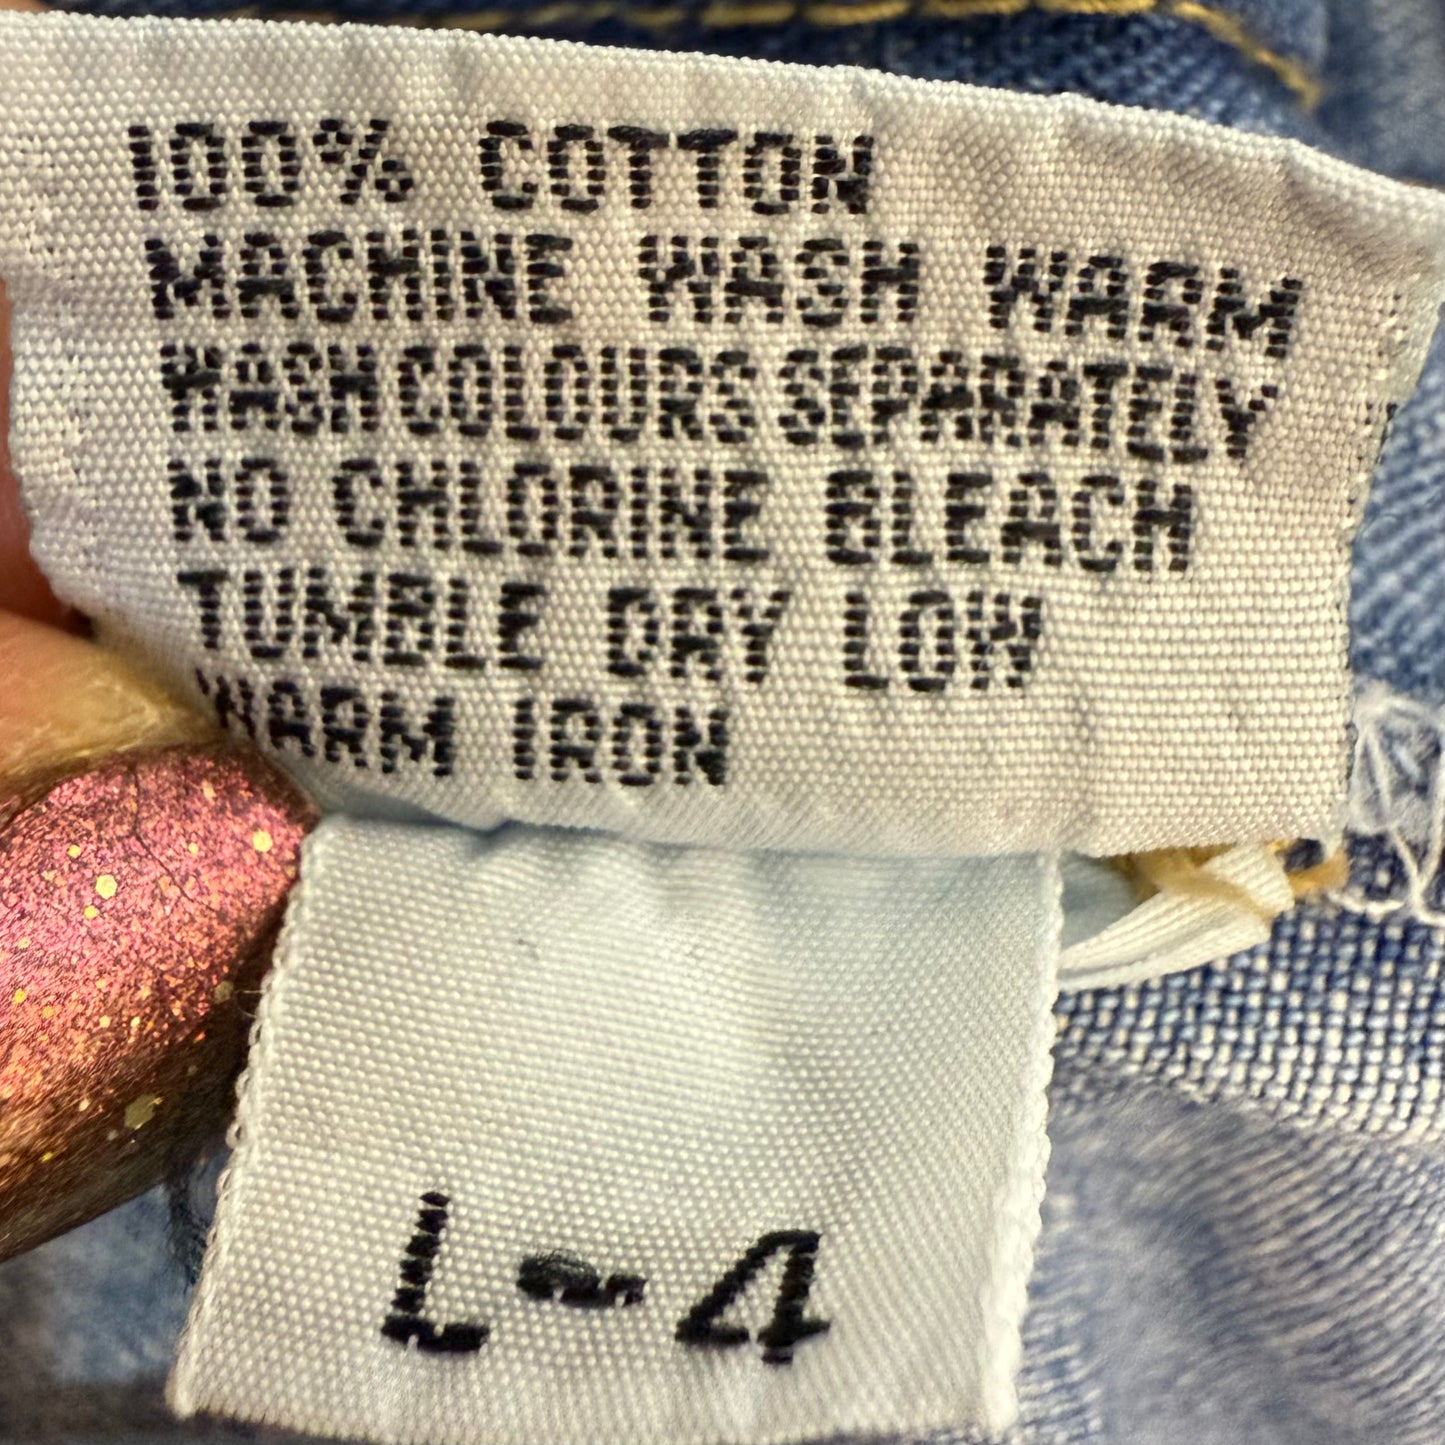 100% COTTON
MACHINE WASH WARM
WASH COLOURS SEPARATELY
NO CHLORINE BLEACH
TUMBLE DRY LOW
WARM IRON
L-4